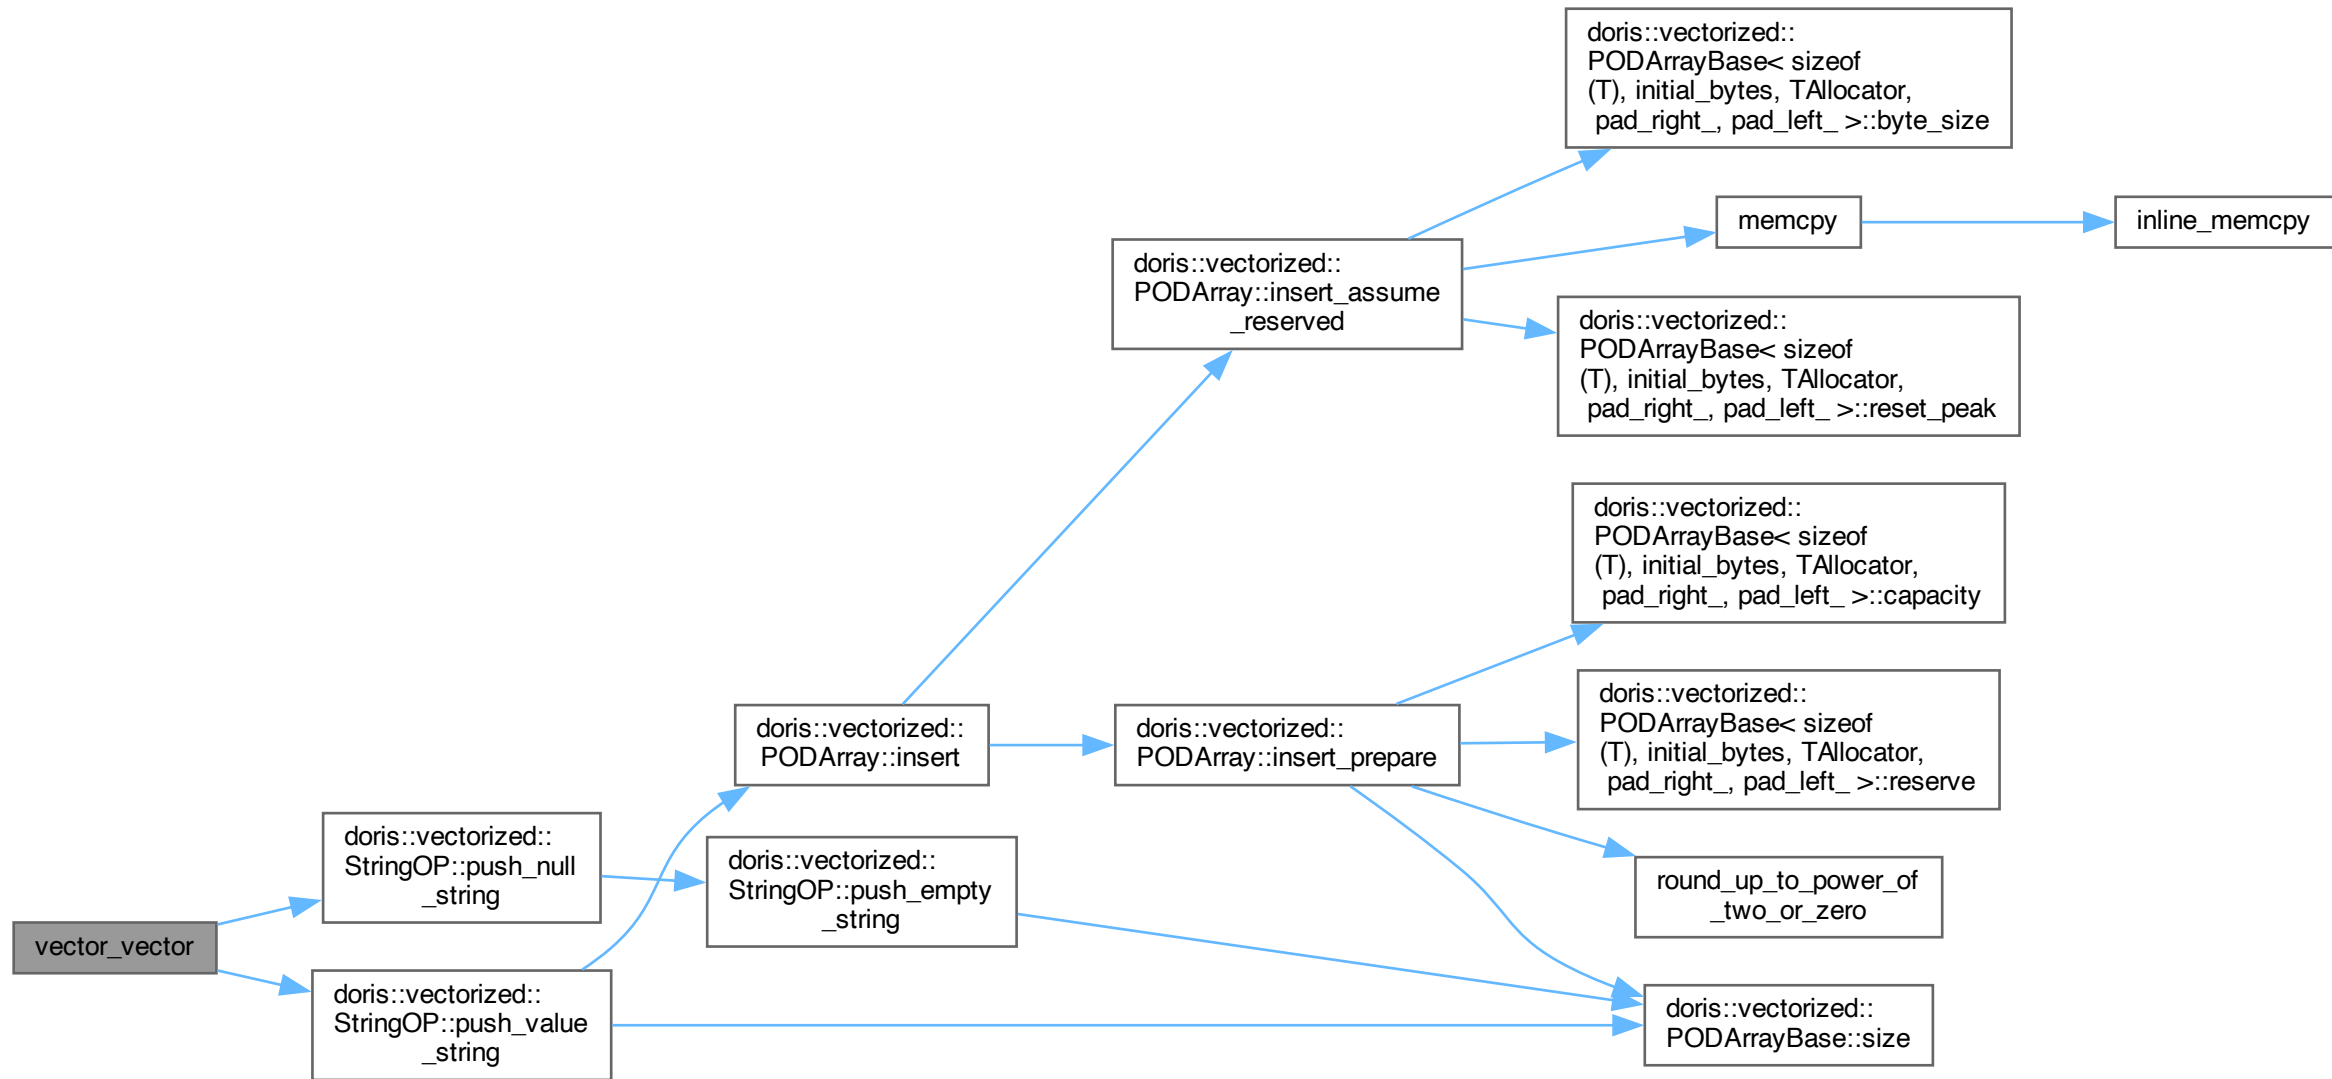 doris::vectorized::
PODArrayBase< sizeof
(T), initial_bytes, TAllocator,
pad_right_, pad_left_ >::byte_size
memcpy
inline_memcpy
doris::vectorized::
PODArray::insert_assume
_reserved
doris::vectorized::
PODArrayBase< sizeof
(T), initial_bytes, TAllocator,
pad_right_, pad_left_ >::reset_peak
doris::vectorized::
PODArrayBase< sizeof
(T), initial_bytes, TAllocator,
pad_right_, pad_left_ >::capacity
doris::vectorized::
PODArray::insert
doris::vectorized::
PODArray::insert_prepare
doris::vectorized::
PODArrayBase< sizeof
(T), initial_bytes, TAllocator,
pad_right_, pad_left_ >::reserve
doris::vectorized::
StringOP::push_null
_string
doris::vectorized::
StringOP::push_empty
_string
round_up_to_power_of
_two_or_zero
vector_vector
doris::vectorized::
StringOP::push_value
_string
doris::vectorized::
PODArrayBase::size